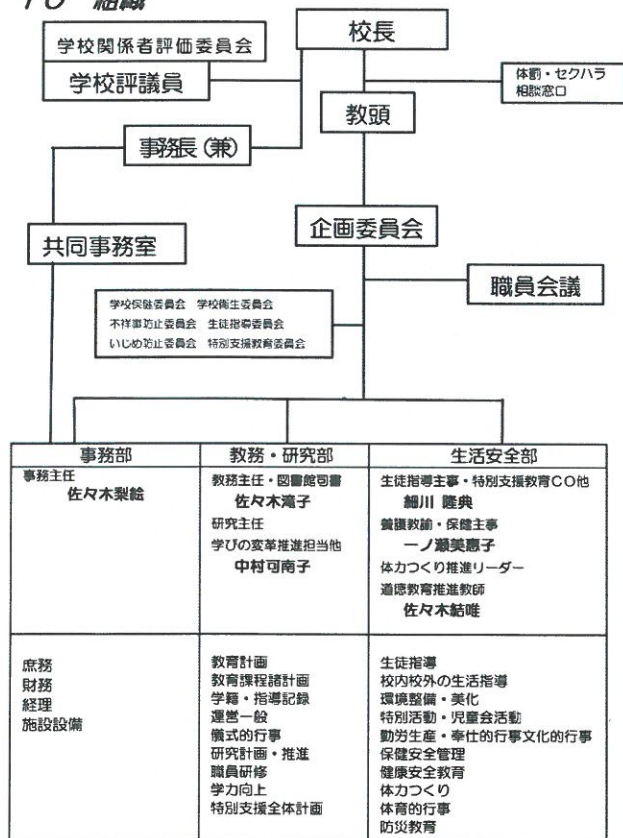 10 組織
校長
学校関係者評価委員会
学校評議員
体罰・セクハラ
相談窓口
教頭
事務長(兼)
企画委員会
共同事務室
職員会議
学校保健委員会 学校衛生委員会
不祥事防止委員会 生徒指導委員会
いじめ防止委員会 特別支援教育委員会
事務部
事務主任
佐々木梨絵
庶務
財務
経理
施設設備
教務・研究部
教務主任・図書館司書
佐々木滝子
研究主任
学びの変革推進担当他
中村可南子
教育計画
教育課程諸計画
学籍・指導記録
運営一般
儀式的行事
研究計画・推進
職員研修
学力向上
特別支援全体計画
生活安全部
生徒指導主事・特別支援教育CO他
細川 隆典
養護教諭・保健主事
一ノ瀬美恵子
体力つくり推進リーダー
道徳教育推進教師
佐々木結唯
生徒指導
校内校外の生活指導
環境整備・美化
特別活動・児童会活動
勤労生産・奉仕的行事文化的行事
保健安全管理
健康安全教育
体力つくり
体育的行事
防災教育